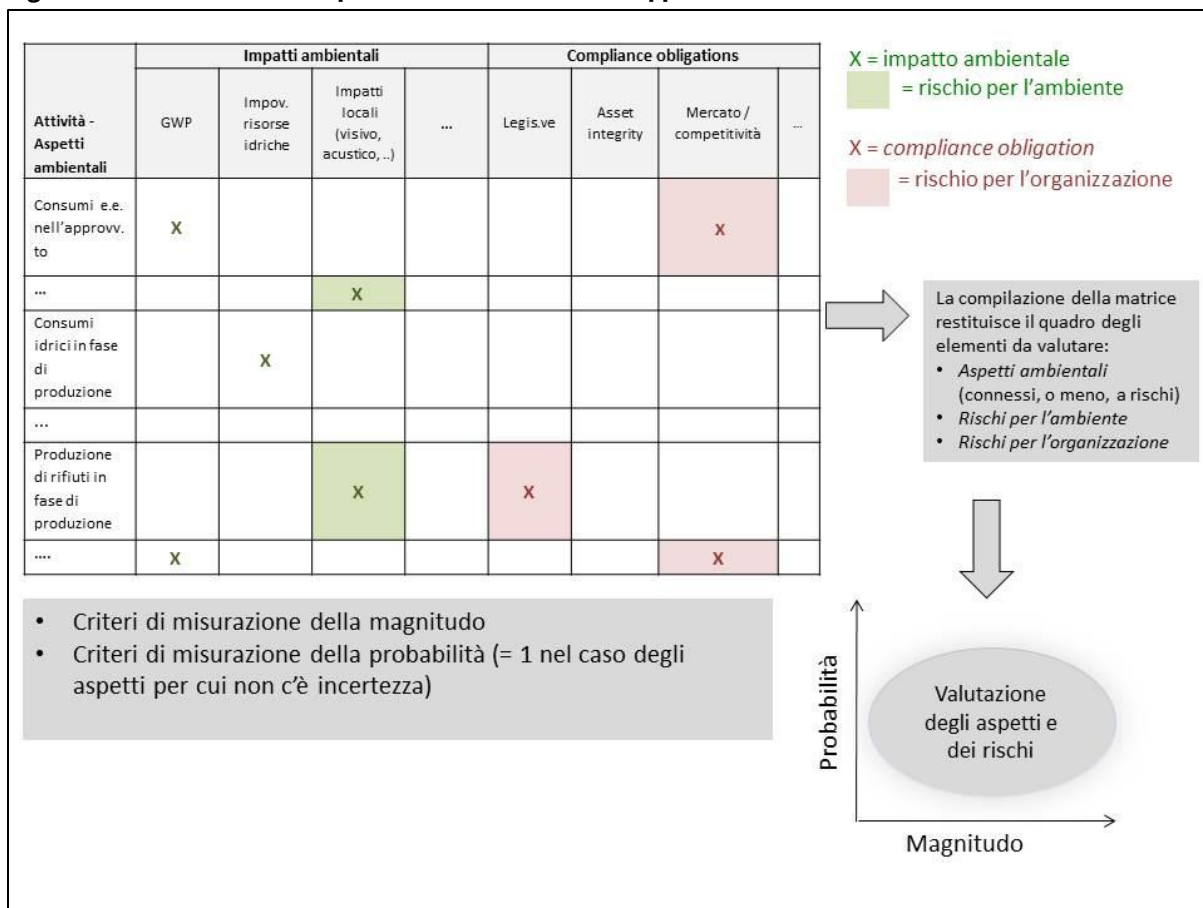 Impatti ambientali
Compliance obligations
Attività -
Aspetti
ambientali
GWP
Impov.
risorse
idriche
Impatti
locali
(visivo,
acustico, ..)
...
Legis.ve
Asset
integrity
Mercato /
competitività
...
Consumi e.e.
nell'approvv.
to
X
X
...
X
Consumi
idrici in fase
di
produzione
X
...
Produzione
di rifiuti in
fase di
produzione
X
X
....
X
X
X = impatto ambientale
= rischio per l'ambiente
X = compliance obligation
= rischio per l'organizzazione
La compilazione della matrice
restituisce il quadro degli
elementi da valutare:
• Aspetti ambientali
(connessi, o meno, a rischi)
• Rischi per l'ambiente
• Rischi per l'organizzazione
• Criteri di misurazione della magnitudo
• Criteri di misurazione della probabilità (= 1 nel caso degli
aspetti per cui non c'è incertezza)
Probabilità
Valutazione
degli aspetti e
dei rischi
Magnitudo